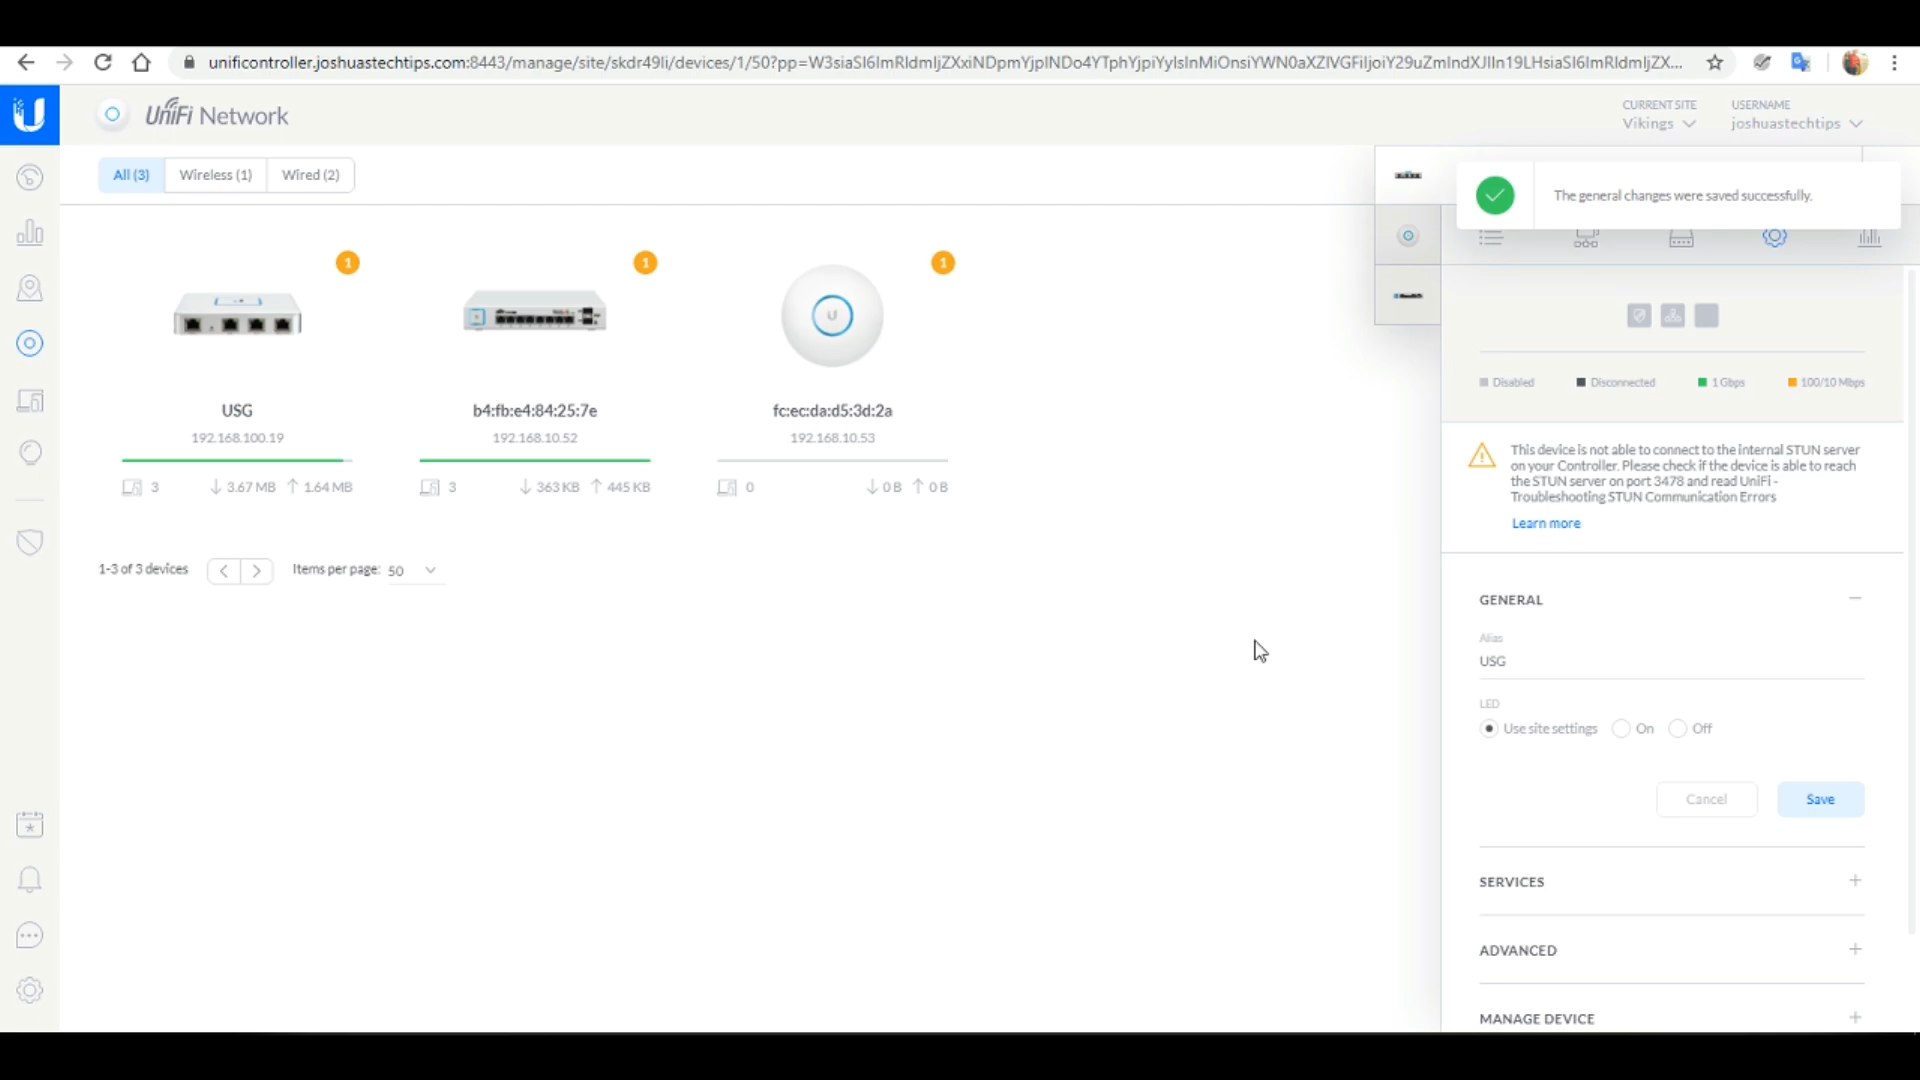 unificontroller.joshuastechtips.com:8443/manage/site/skdr49li/devices/1/50?pp=W3siaSI6ImRldmljZXxiNDpmYjplNDo4YTphYjpiYyIsInMiOnsiYWN0aXZlVGFiIjoiY29uZmlndXJlIn19LHsiaSI6ImRldmljZX...
UniFi Network
CURRENT SITE
Vikings
USERNAME
joshuastechtips
All (3)
Wireless (1)
Wired (2)
The general changes were saved successfully.
1
1
1
U
USG
192.168.100.19
3
3.67 MB
1.64 MB
b4:fb:e4:84:25:7e
192.168.10.52
3
363 KB
445 KB
fc:ec:da:d5:3d:2a
192.168.10.53
0
0 B
0 B
1-3 of 3 devices
Items per page:
50
Disabled
Disconnected
1 Gbps
100/10 Mbps
This device is not able to connect to the internal STUN server
on your Controller. Please check if the device is able to reach
the STUN server on port 3478 and read UniFi -
Troubleshooting STUN Communication Errors
Learn more
GENERAL
Alias
USG
LED
Use site settings
On
Off
Cancel
Save
SERVICES
ADVANCED
MANAGE DEVICE